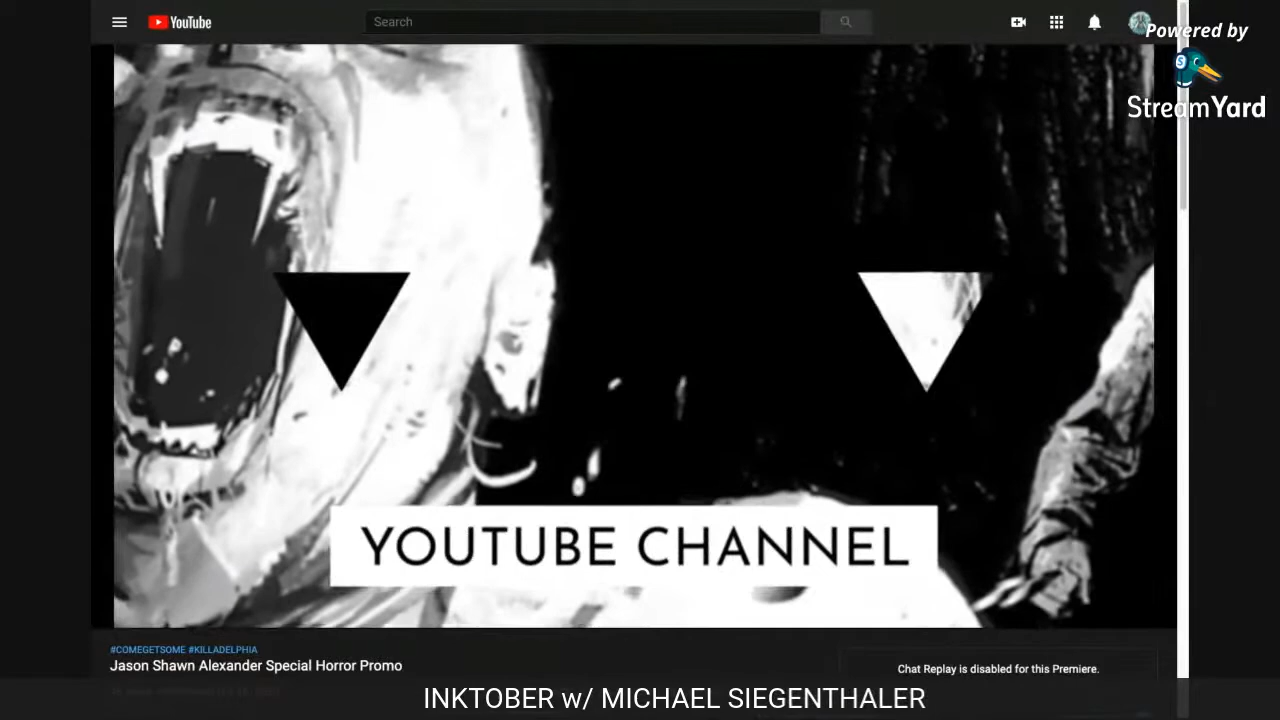 YouTube
Search
Powered by
StreamYard
YOUTUBE CHANNEL
#COMEGETSOME #KILLADELPHIA
Jason Shawn Alexander Special Horror Promo
Chat Replay is disabled for this Premiere.
INKTOBER w/ MICHAEL SIEGENTHALER